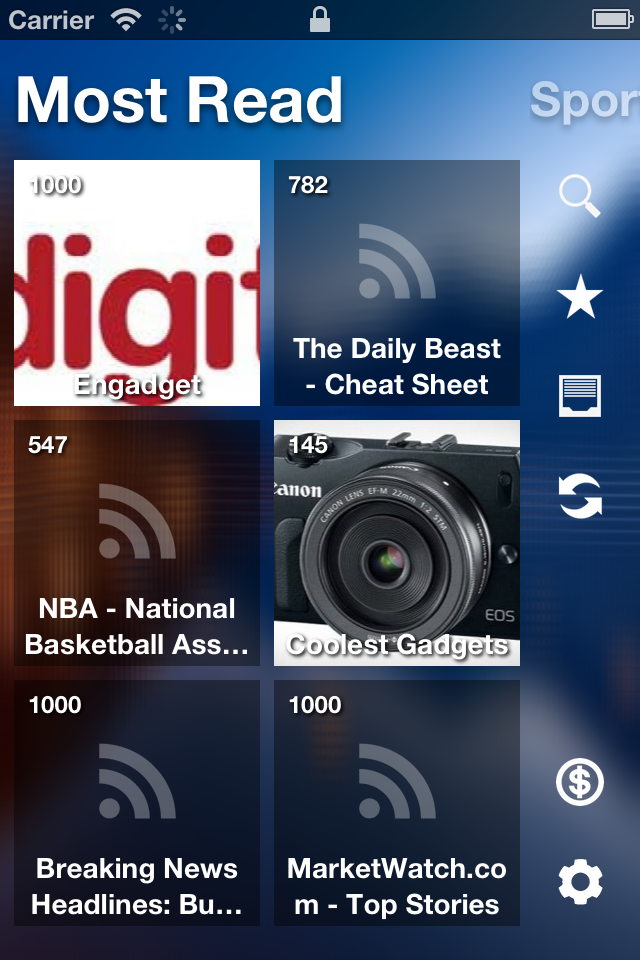 Carrier
Most Read
Spor
1000
digit
Engadget
782
The Daily Beast
- Cheat Sheet
547
NBA - National
Basketball Ass...
145
Canon
Canon
CANON LENS EF-M 22mm 1:2 STM
EOS
Coolest Gadgets
1000
Breaking News
Headlines: Bu...
1000
MarketWatch.co
m - Top Stories